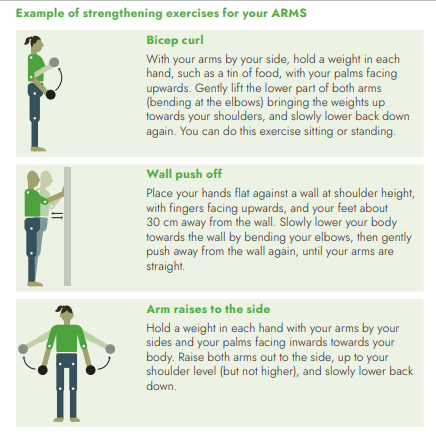 Example of strengthening exercises for your ARMS
Bicep curl
With your arms by your side, hold a weight in each
hand, such as a tin of food, with your palms facing
upwards. Gently lift the lower part of both arms
(bending at the elbows) bringing the weights up
towards your shoulders, and slowly lower back down
again. You can do this exercise sitting or standing.
Wall push off
Place your hands flat against a wall at shoulder height,
with fingers facing upwards, and your feet about
30 cm away from the wall. Slowly lower your body
towards the wall by bending your elbows, then gently
push away from the wall again, until your arms are
straight.
Arm raises to the side
Hold a weight in each hand with your arms by your
sides and your palms facing inwards towards your
body. Raise both arms out to the side, up to your
shoulder level (but not higher), and slowly lower back
down.